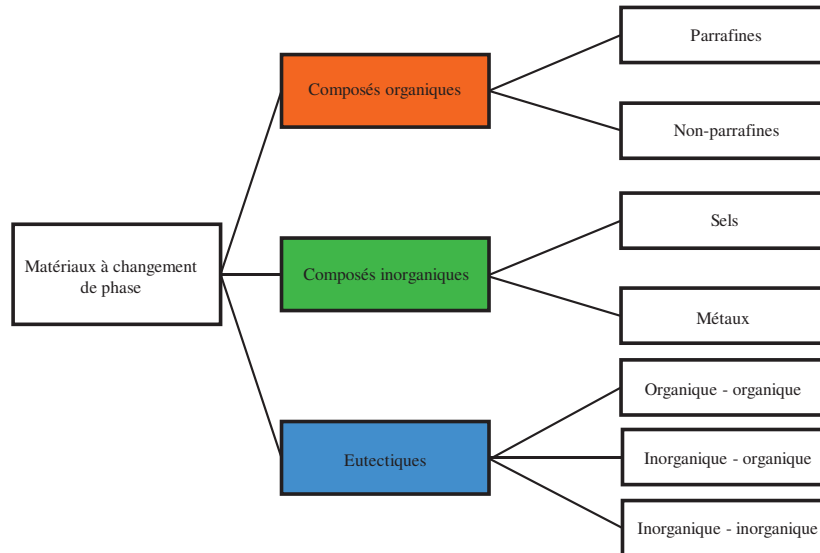 Parrafines
Composés organiques
Non-parrafines
Sels
Matériaux à changement
de phase
Composés inorganiques
Métaux
Organique - organique
Eutectiques
Inorganique - organique
Inorganique - inorganique